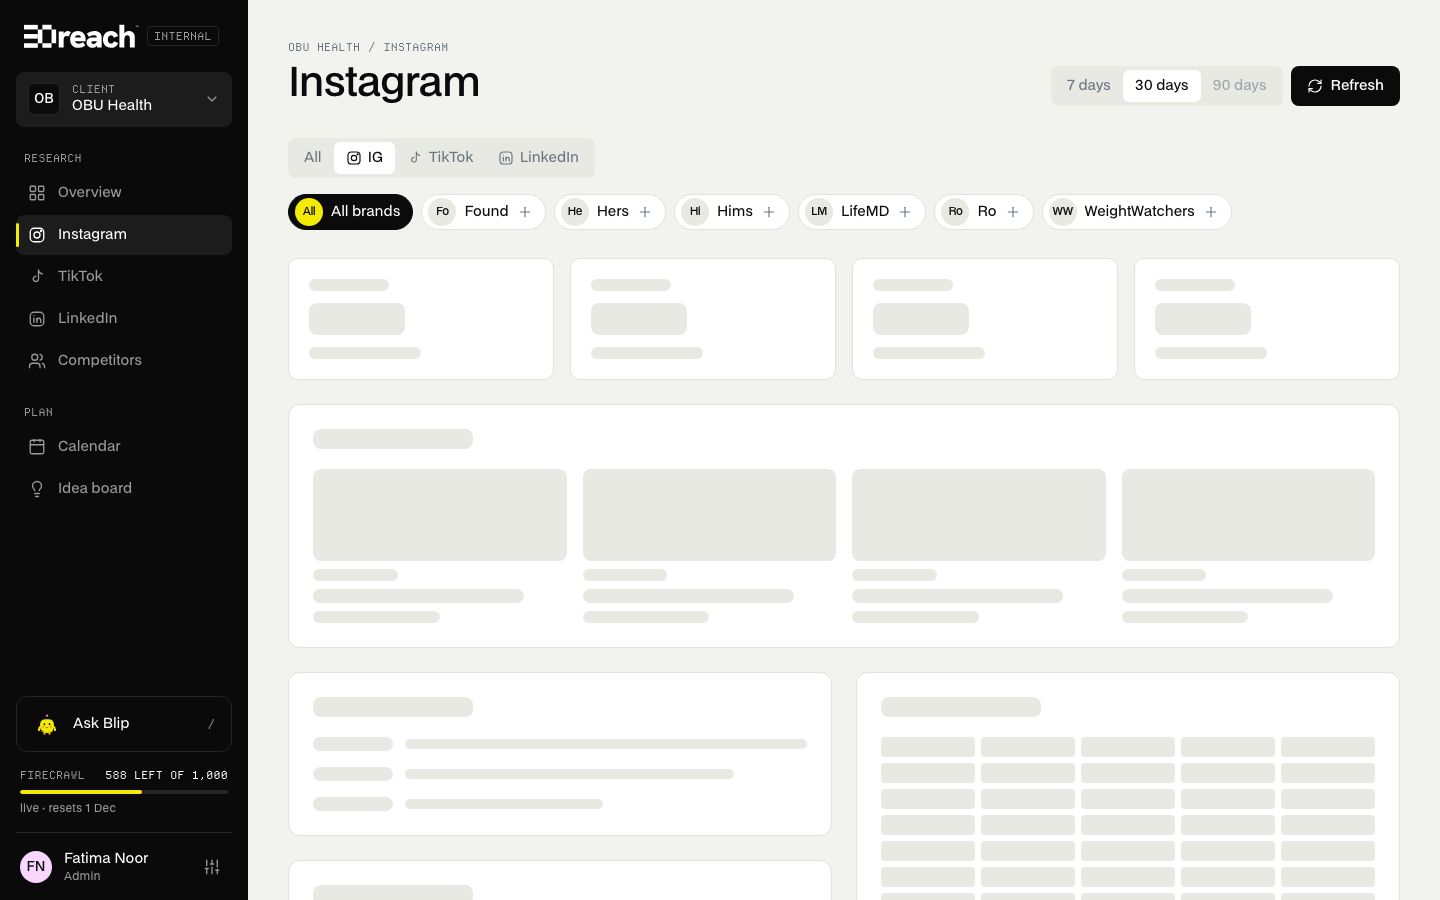 reach
INTERNAL
OB
CLIENT
OBU Health
RESEARCH
Overview
Instagram
TikTok
LinkedIn
Competitors
PLAN
Calendar
Idea board
Ask Blip
/
FIRECRAWL
588 LEFT OF 1,000
live · resets 1 Dec
FN
Fatima Noor
Admin
OBU HEALTH / INSTAGRAM
Instagram
7 days
30 days
90 days
Refresh
All
IG
TikTok
LinkedIn
All
All brands
Fo
Found
He
Hers
HI
Hims
LM
LifeMD
Ro
Ro
WW
WeightWatchers